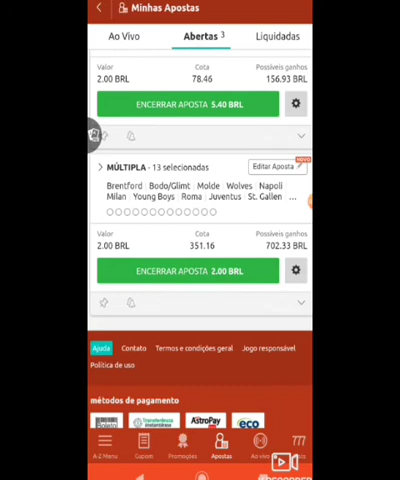 Minhas Apostas
Ao Vivo Abertas 3 Liquidadas
Valor Cota Possíveis ganhos
2.00 BRL 78.46 156.93 BRL
ENCERRAR APOSTA 5.40 BRL
MÚLTIPLA - 13 selecionadas Editar Aposta NOVO
Brentford Bodo/Glimt Molde Wolves Napoli
Milan Young Boys Roma Juventus St. Gallen ...
Valor Cota Possíveis ganhos
2.00 BRL 351.16 702.33 BRL
ENCERRAR APOSTA 2.00 BRL
Ajuda Contato Termos e condições geral Jogo responsável
Política de uso
métodos de pagamento
Boleto Transferência Instantânea AstroPay eco
A-Z Menu Cupom Promoções Apostas Ao vivo